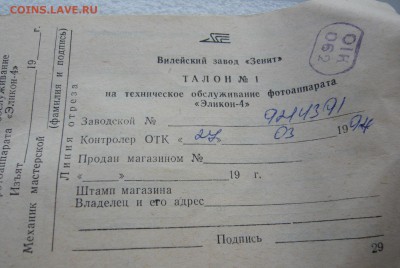 COINS.LAVE.RU
ОТК
062
Вилейский завод «Зенит»
ТАЛОН № 1
на техническое обслуживание фотоаппарата
«Эликон-4»
Заводской № 9214391
Контролер ОТК «27» 03 1994
Продан магазином №
« » 19 г.
Штамп магазина
Владелец и его адрес
Подпись
29
Линия отреза
(фамилия и подпись)
Механик мастерской
Изъят 19 г.
фотоаппарата «Эликон-4»